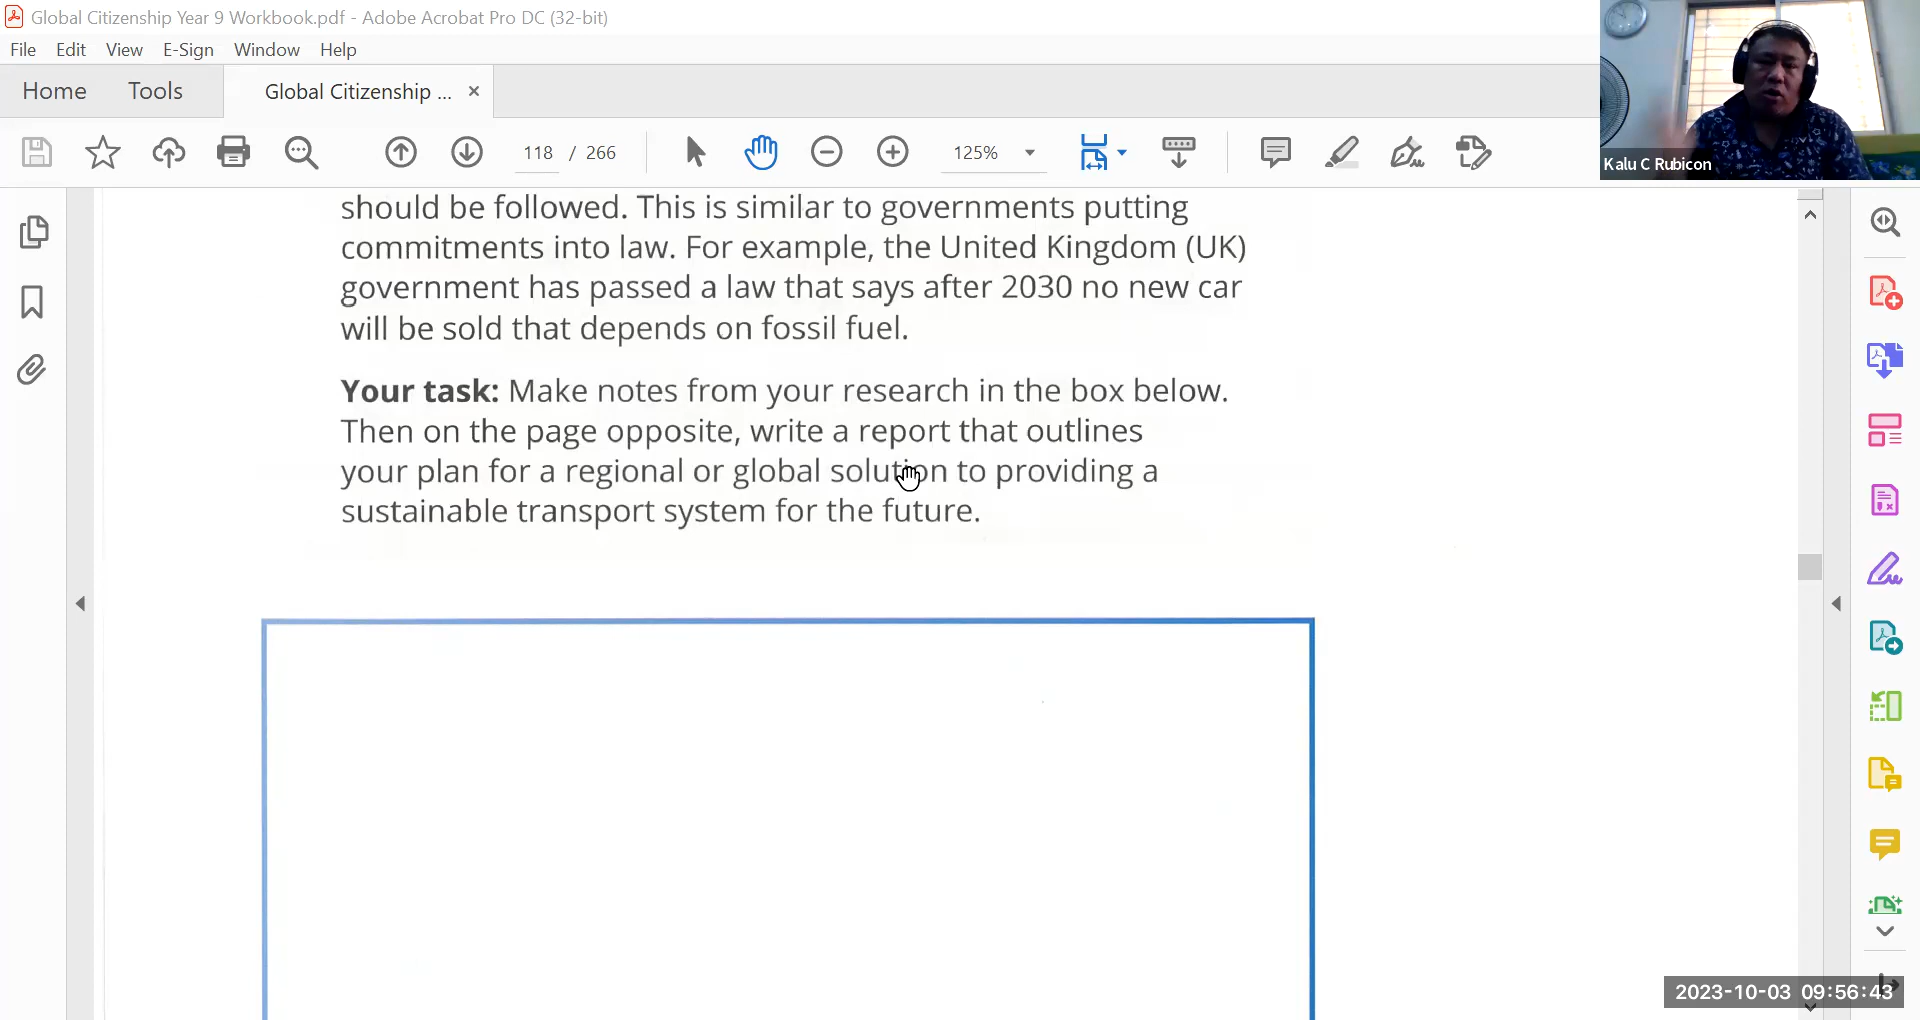 Global Citizenship Year 9 Workbook.pdf - Adobe Acrobat Pro DC (32-bit)
File Edit View E-Sign Window Help
Home Tools Global Citizenship ... ×
118 / 266 125%
Kalu C Rubicon
should be followed. This is similar to governments putting
commitments into law. For example, the United Kingdom (UK)
government has passed a law that says after 2030 no new car
will be sold that depends on fossil fuel.
Your task: Make notes from your research in the box below.
Then on the page opposite, write a report that outlines
your plan for a regional or global solution to providing a
sustainable transport system for the future.
2023-10-03 09:56:43